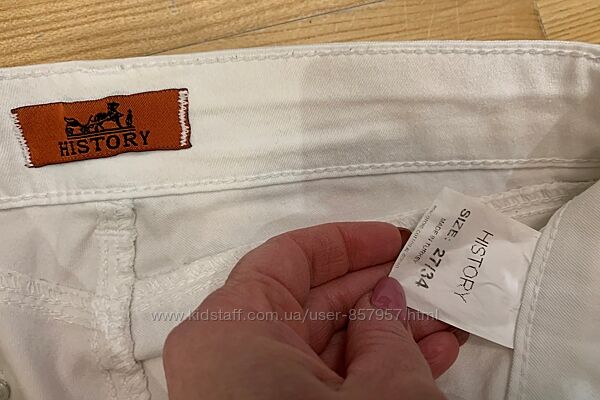 HISTORY
HISTORY
SIZE: 27/34
MADE IN TURKEY
www.kidstaff.com.ua/user-857957.html